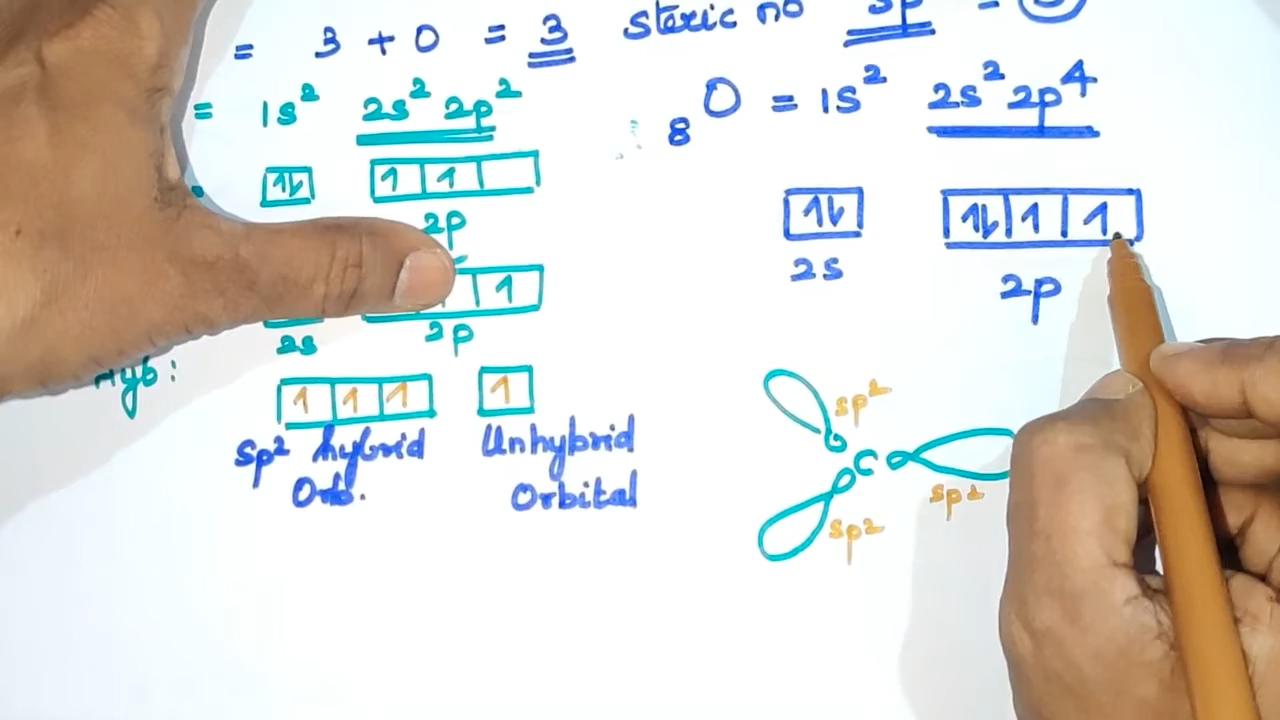 = 3 + 0 = 3 Steric no sp =
= 1s² 2s² 2p²
₈O = 1s² 2s² 2p⁴
1⇂ 1 1
2p
1⇂ 1⇂ 1 1
2s 2p
1 1
2s 2p
Hyb:
1 1 1 1
sp² hybrid Orb.
Unhybrid Orbital
sp²
C
sp²
sp²